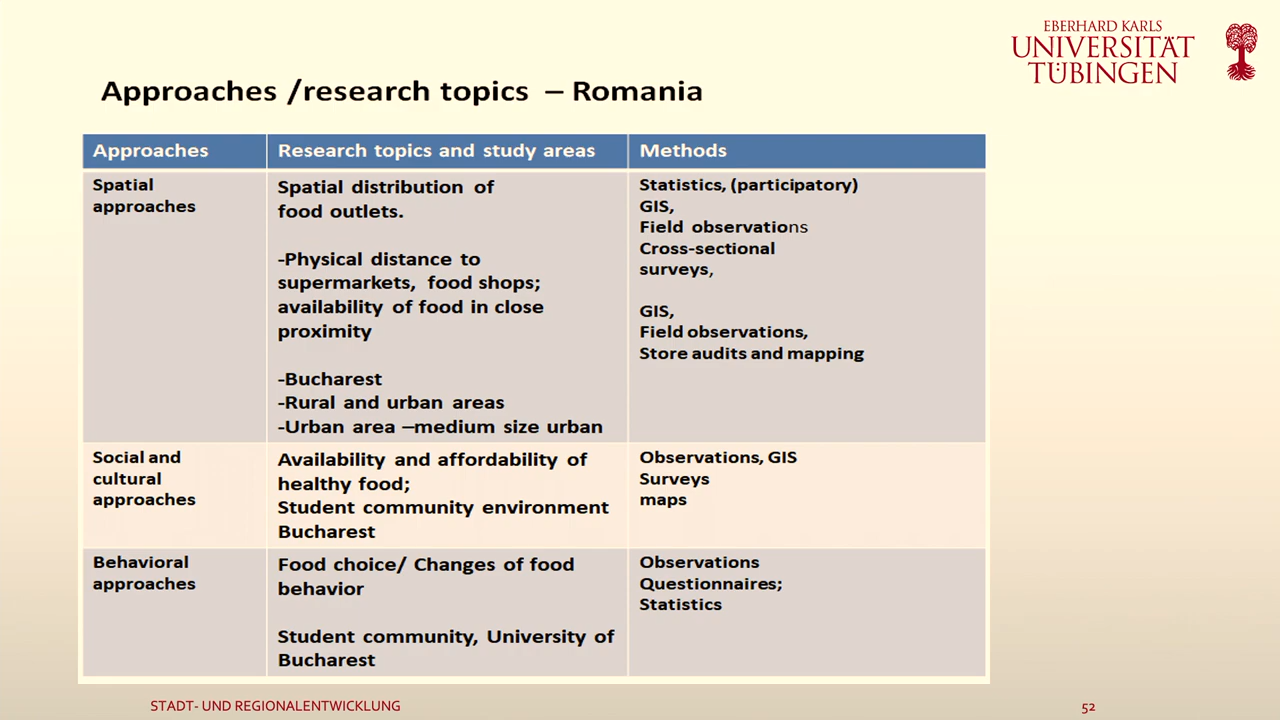 EBERHARD KARLS
UNIVERSITÄT
TÜBINGEN
Approaches /research topics – Romania
Approaches
Research topics and study areas
Methods
Spatial
approaches
Spatial distribution of
food outlets.
-Physical distance to
supermarkets, food shops;
availability of food in close
proximity
-Bucharest
-Rural and urban areas
-Urban area –medium size urban
Statistics, (participatory)
GIS,
Field observations
Cross-sectional
surveys,
GIS,
Field observations,
Store audits and mapping
Social and
cultural
approaches
Availability and affordability of
healthy food;
Student community environment
Bucharest
Observations, GIS
Surveys
maps
Behavioral
approaches
Food choice/ Changes of food
behavior
Student community, University of
Bucharest
Observations
Questionnaires;
Statistics
STADT- UND REGIONALENTWICKLUNG
52